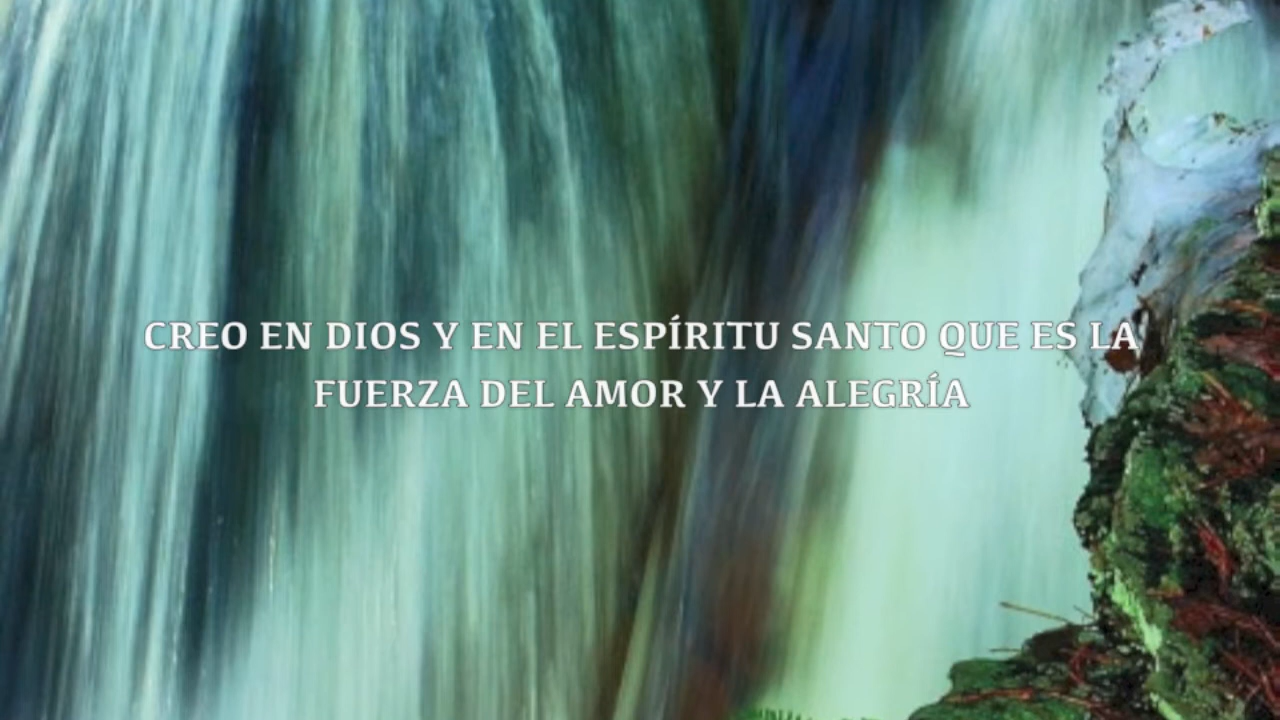 CREO EN DIOS Y EN EL ESPÍRITU SANTO QUE ES LA
FUERZA DEL AMOR Y LA ALEGRÍA